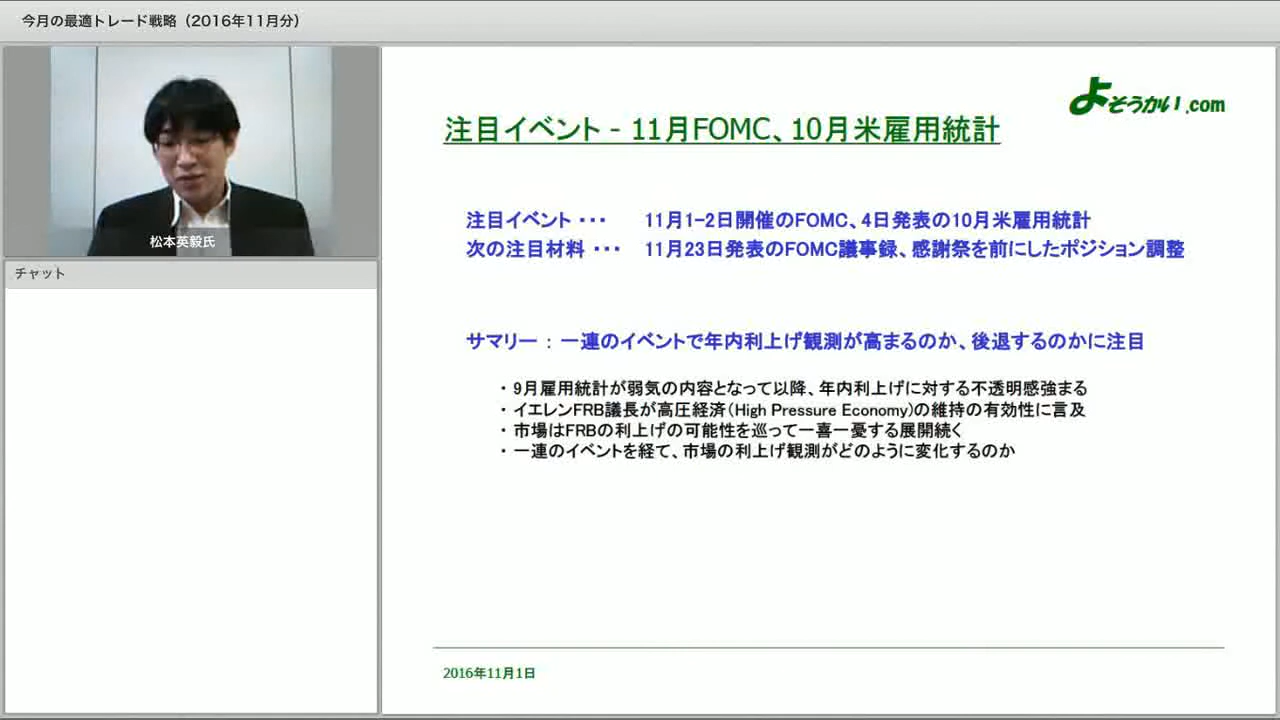 今月の最適トレード戦略（2016年11月分）
松本英毅氏
チャット
よそうかい.com
注目イベント - 11月FOMC、10月米雇用統計
注目イベント ･･･ 11月1-2日開催のFOMC、4日発表の10月米雇用統計
次の注目材料 ･･･ 11月23日発表のFOMC議事録、感謝祭を前にしたポジション調整
サマリー : 一連のイベントで年内利上げ観測が高まるのか、後退するのかに注目
・ 9月雇用統計が弱気の内容となって以降、年内利上げに対する不透明感強まる
・ イエレンFRB議長が高圧経済(High Pressure Economy)の維持の有効性に言及
・ 市場はFRBの利上げの可能性を巡って一喜一憂する展開続く
・ 一連のイベントを経て、市場の利上げ観測がどのように変化するのか
2016年11月1日